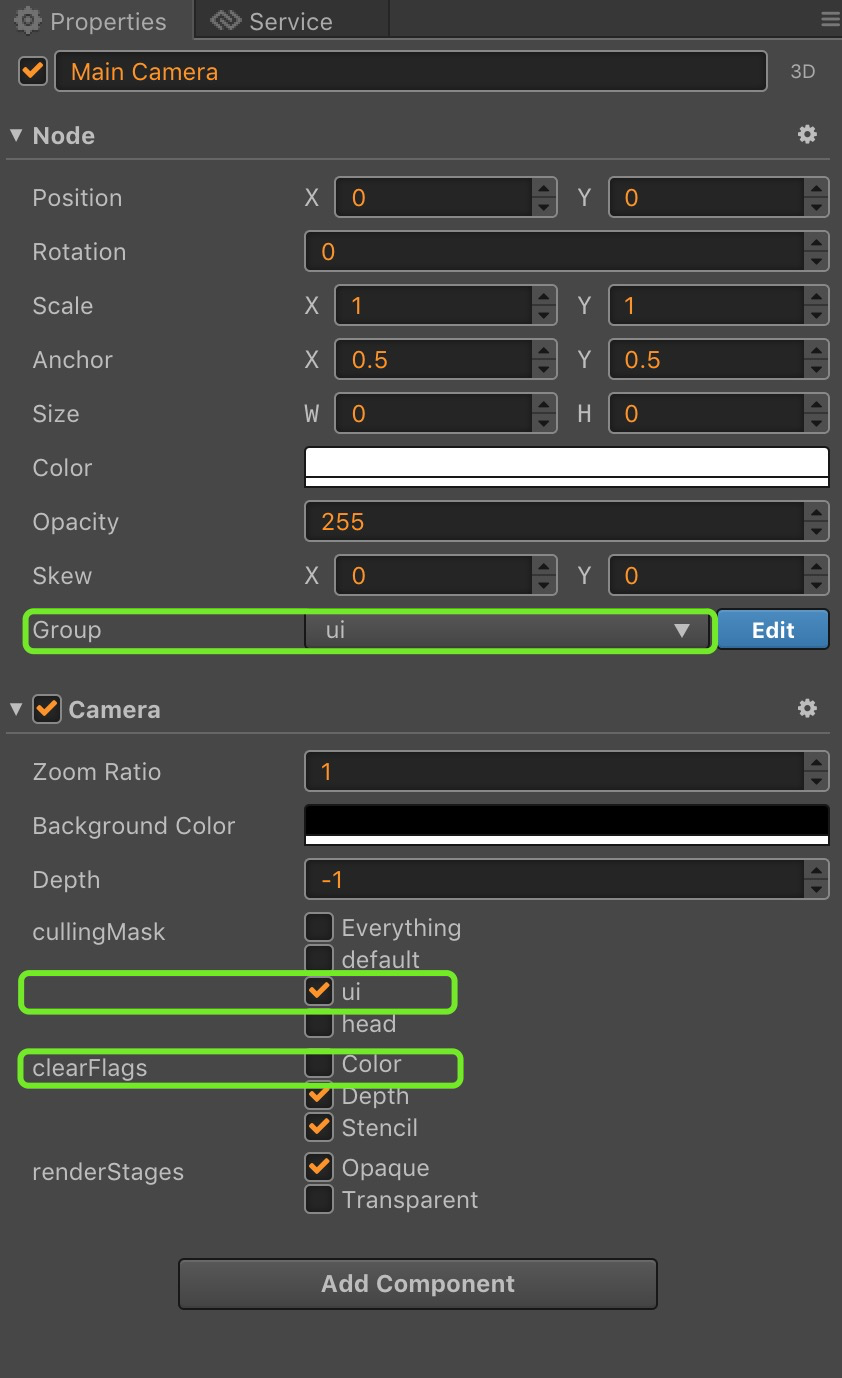 Properties Service
Main Camera 3D
Node
Position X 0 Y 0
Rotation 0
Scale X 1 Y 1
Anchor X 0.5 Y 0.5
Size W 0 H 0
Color
Opacity 255
Skew X 0 Y 0
Group ui Edit
Camera
Zoom Ratio 1
Background Color
Depth -1
cullingMask Everything
default
ui
head
clearFlags Color
Depth
Stencil
renderStages Opaque
Transparent
Add Component